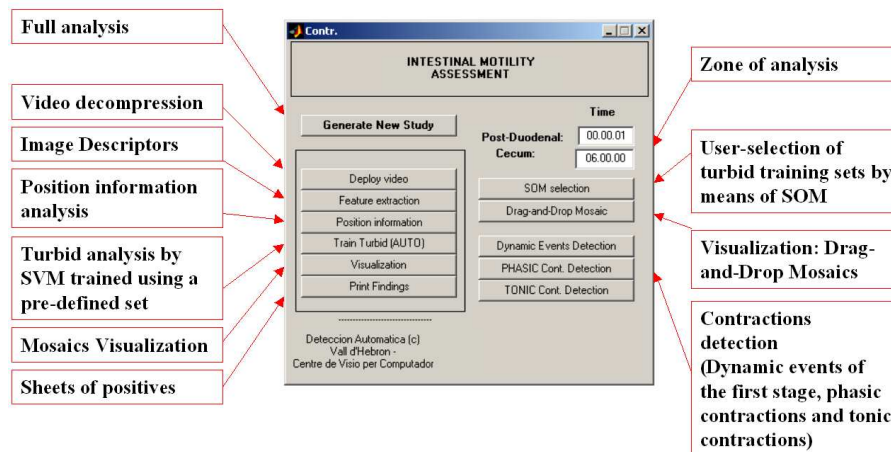 Full analysis
Video decompression
Image Descriptors
Position information
analysis
Turbid analysis by
SVM trained using a
pre-defined set
Mosaics Visualization
Sheets of positives
Contr.
INTESTINAL MOTILITY
ASSESSMENT
Generate New Study
Time
Post-Duodenal:
00.00.01
Cecum:
06.00.00
Deploy video
Feature extraction
Position information
Train Turbid (AUTO)
Visualization
Print Findings
SOM selection
Drag-and-Drop Mosaic
Dynamic Events Detection
PHASIC Cont. Detection
TONIC Cont. Detection
--------------------------------
Deteccion Automatica (c)
Vall d'Hebron -
Centre de Visio per Computador
Zone of analysis
User-selection of
turbid training sets by
means of SOM
Visualization: Drag-
and-Drop Mosaics
Contractions
detection
(Dynamic events of
the first stage, phasic
contractions and tonic
contractions)